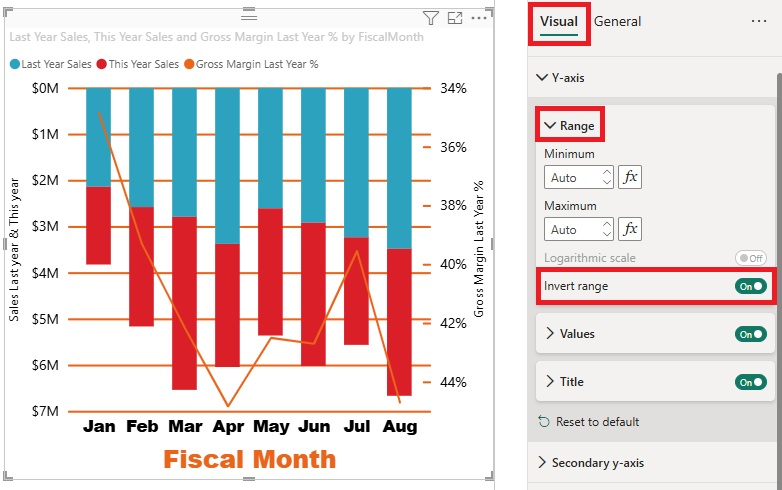 Last Year Sales, This Year Sales and Gross Margin Last Year % by FiscalMonth
Last Year Sales This Year Sales Gross Margin Last Year %
$0M
$1M
$2M
$3M
$4M
$5M
$6M
$7M
Sales Last year & This year
34%
36%
38%
40%
42%
44%
Gross Margin Last Year %
Jan Feb Mar Apr May Jun Jul Aug
Fiscal Month
Visual General
Y-axis
Range
Minimum
Auto fx
Maximum
Auto fx
Logarithmic scale Off
Invert range On
Values On
Title On
Reset to default
Secondary y-axis